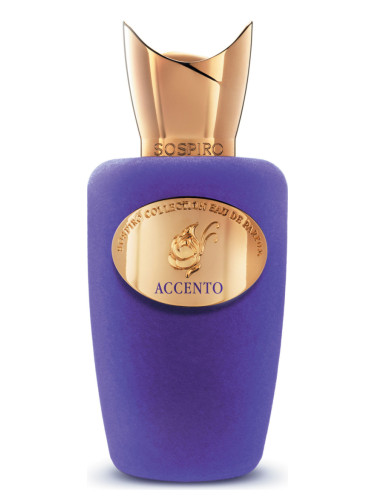 SOSPIRO
SOSPIRO COLLECTION EAU DE PARFUM
ACCENTO